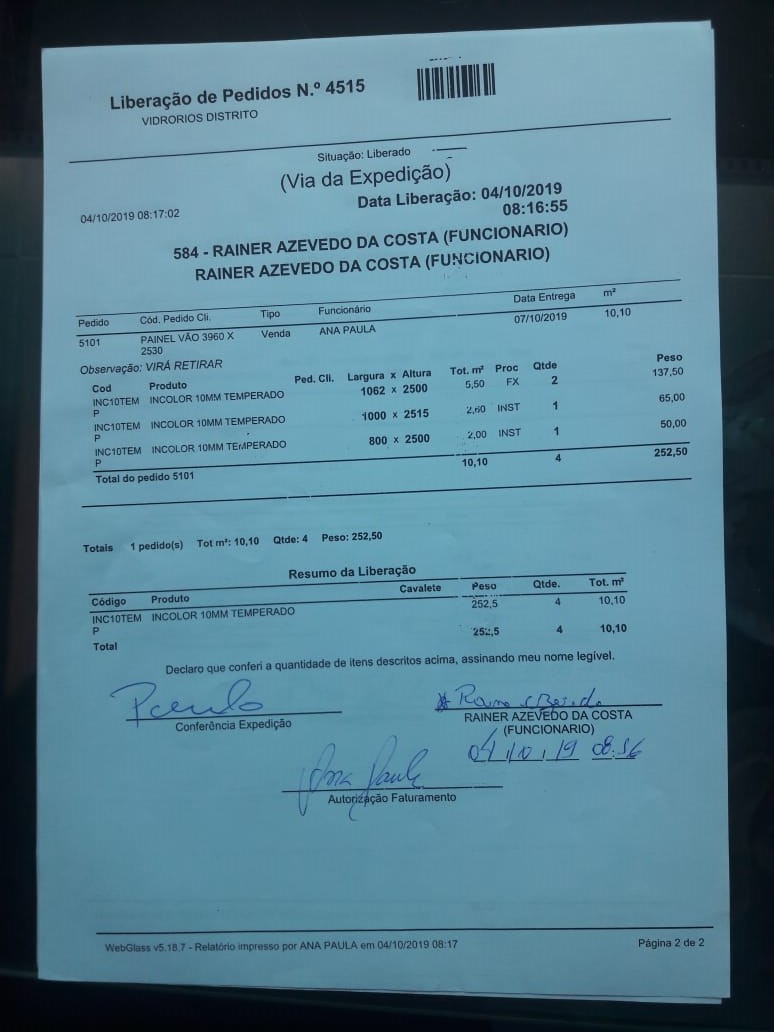 Liberação de Pedidos N.º 4515
VIDRORIOS DISTRITO
Situação: Liberado
(Via da Expedição)
Data Liberação: 04/10/2019
08:16:55
04/10/2019 08:17:02
584 - RAINER AZEVEDO DA COSTA (FUNCIONARIO)
RAINER AZEVEDO DA COSTA (FUNCIONARIO)
Pedido Cód. Pedido Cli. Tipo Funcionário Data Entrega m²
5101 PAINEL VÃO 3960 X Venda ANA PAULA 07/10/2019 10,10
2530
Observação: VIRÁ RETIRAR
Cod Produto Ped. Cli. Largura x Altura Tot. m² Proc Qtde Peso
INC10TEM INCOLOR 10MM TEMPERADO 1062 x 2500 5,50 FX 2 137,50
P
INC10TEM INCOLOR 10MM TEMPERADO 1000 x 2515 2,60 INST 1 65,00
P
INC10TEM INCOLOR 10MM TEMPERADO 800 x 2500 2,00 INST 1 50,00
P
Total do pedido 5101 10,10 4 252,50
Totais 1 pedido(s) Tot m²: 10,10 Qtde: 4 Peso: 252,50
Resumo da Liberação
Código Produto Cavalete Peso Qtde. Tot. m²
INC10TEM INCOLOR 10MM TEMPERADO 252,5 4 10,10
P
Total 252,5 4 10,10
Declaro que conferi a quantidade de itens descritos acima, assinando meu nome legível.
Paulo
Conferência Expedição
RAINER AZEVEDO DA COSTA
(FUNCIONARIO)
04/10/19 08:56
Ana Paula
Autorização Faturamento
WebGlass v5.18.7 - Relatório impresso por ANA PAULA em 04/10/2019 08:17
Página 2 de 2